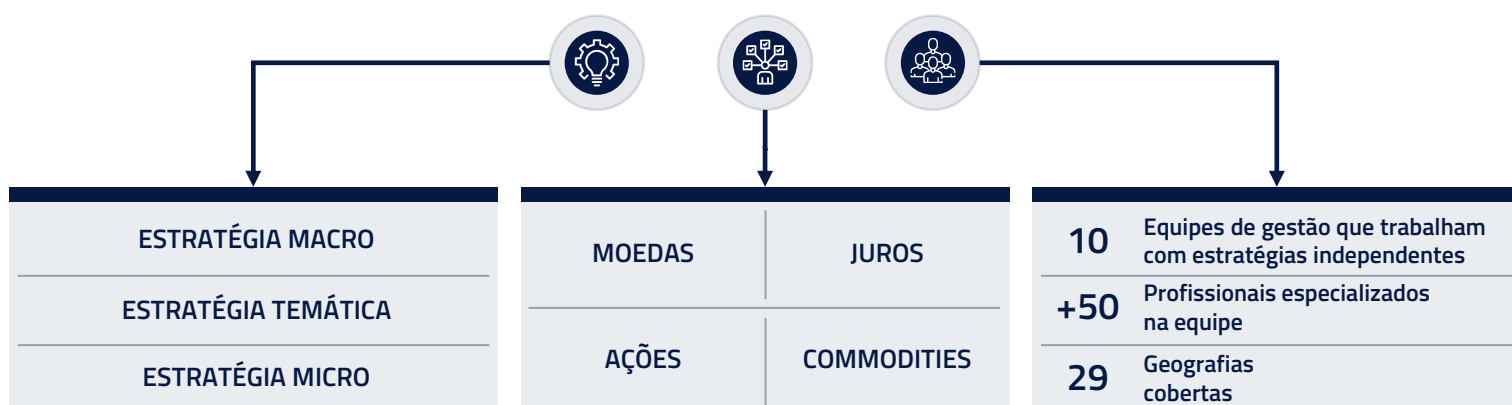 ESTRATÉGIA MACRO
ESTRATÉGIA TEMÁTICA
ESTRATÉGIA MICRO
MOEDAS
JUROS
AÇÕES
COMMODITIES
10
Equipes de gestão que trabalham
com estratégias independentes
+50
Profissionais especializados
na equipe
29
Geografias
cobertas